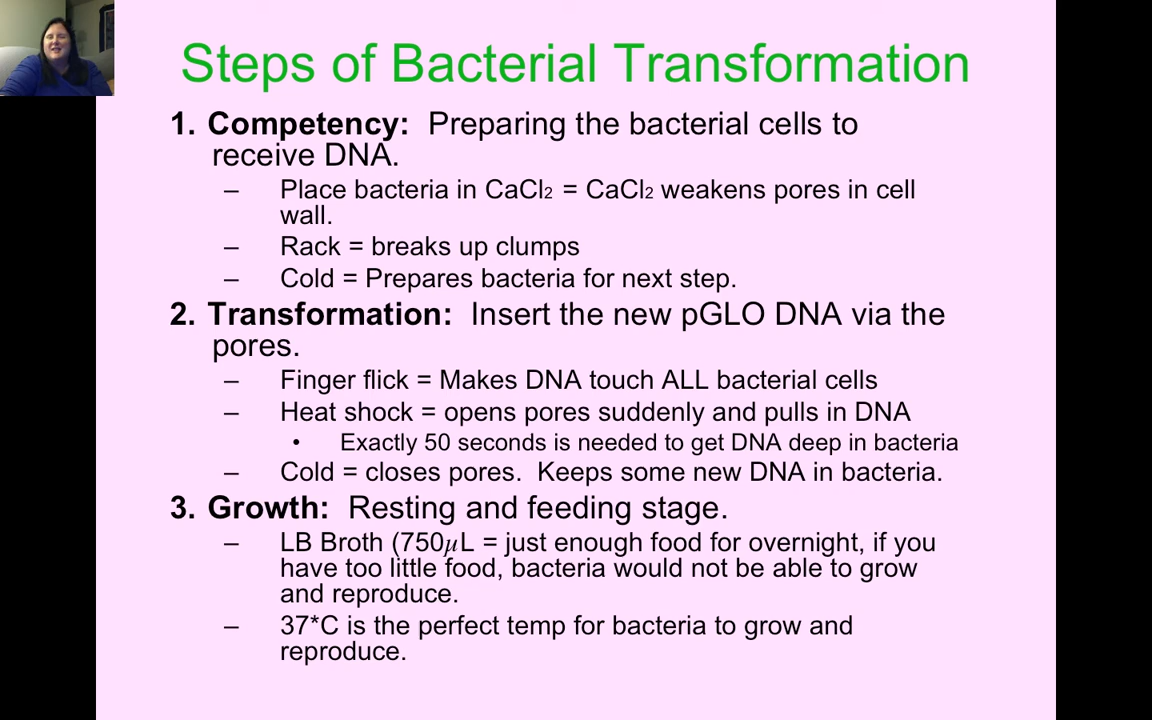 Steps of Bacterial Transformation
1. Competency: Preparing the bacterial cells to
receive DNA.
– Place bacteria in CaCl₂ = CaCl₂ weakens pores in cell
wall.
– Rack = breaks up clumps
– Cold = Prepares bacteria for next step.
2. Transformation: Insert the new pGLO DNA via the
pores.
– Finger flick = Makes DNA touch ALL bacterial cells
– Heat shock = opens pores suddenly and pulls in DNA
• Exactly 50 seconds is needed to get DNA deep in bacteria
– Cold = closes pores. Keeps some new DNA in bacteria.
3. Growth: Resting and feeding stage.
– LB Broth (750μL = just enough food for overnight, if you
have too little food, bacteria would not be able to grow
and reproduce.
– 37*C is the perfect temp for bacteria to grow and
reproduce.